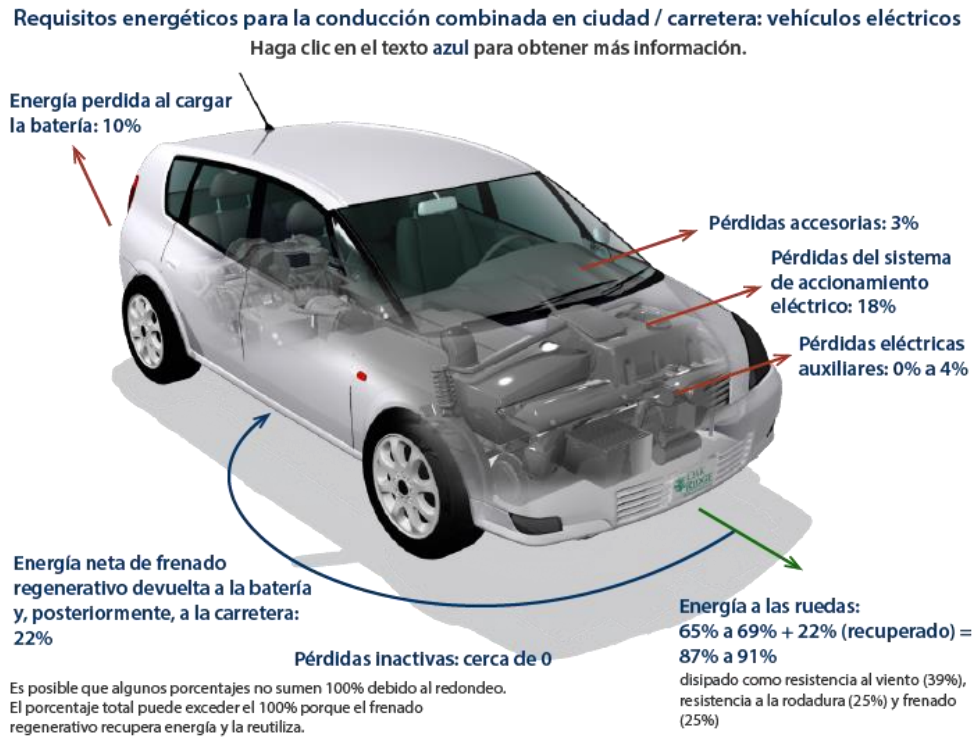 Requisitos energéticos para la conducción combinada en ciudad / carretera: vehículos eléctricos
Haga clic en el texto azul para obtener más información.
Energía perdida al cargar
la batería: 10%
Pérdidas accesorias: 3%
Pérdidas del sistema
de accionamiento
eléctrico: 18%
Pérdidas eléctricas
auxiliares: 0% a 4%
OAK
RIDGE
Energía neta de frenado
regenerativo devuelta a la batería
y, posteriormente, a la carretera:
22%
Energía a las ruedas:
65% a 69% + 22% (recuperado) =
87% a 91%
disipado como resistencia al viento (39%),
resistencia a la rodadura (25%) y frenado
(25%)
Pérdidas inactivas: cerca de 0
Es posible que algunos porcentajes no sumen 100% debido al redondeo.
El porcentaje total puede exceder el 100% porque el frenado
regenerativo recupera energía y la reutiliza.